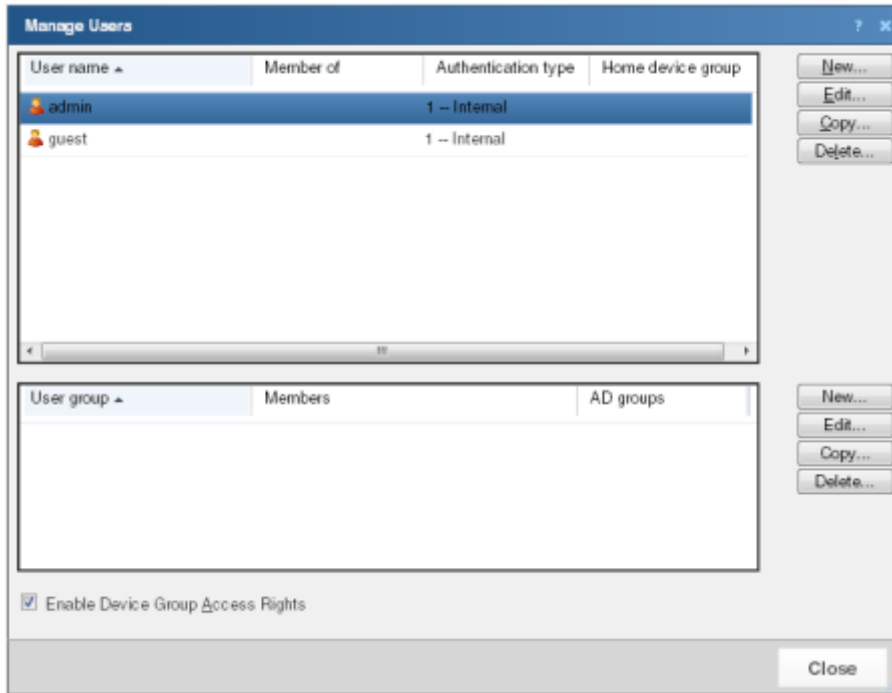 Manage Users ? ×
User name Member of Authentication type Home device group
admin 1 -- Internal
guest 1 -- Internal
New...
Edit...
Copy...
Delete...
User group Members AD groups
New...
Edit...
Copy...
Delete...
Enable Device Group Access Rights
Close